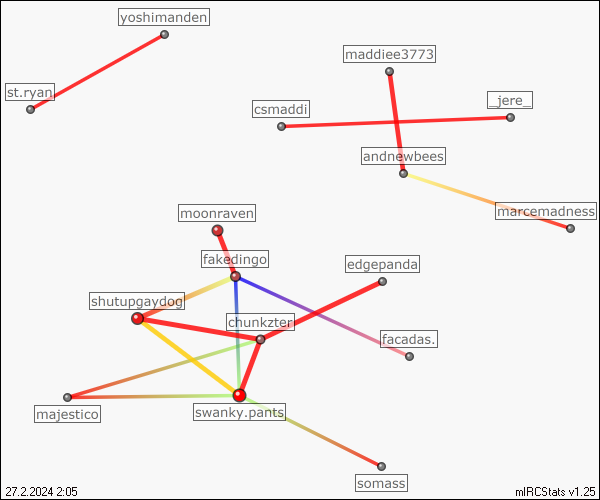 yoshimanden
maddiee3773
st.ryan
_jere_
csmaddi
andnewbees
marcemadness
moonraven
fakedingo
edgepanda
shutupgaydog
chunkzter
facadas.
majestico
swanky.pants
somass
27.2.2024 2:05
mIRCStats v1.25